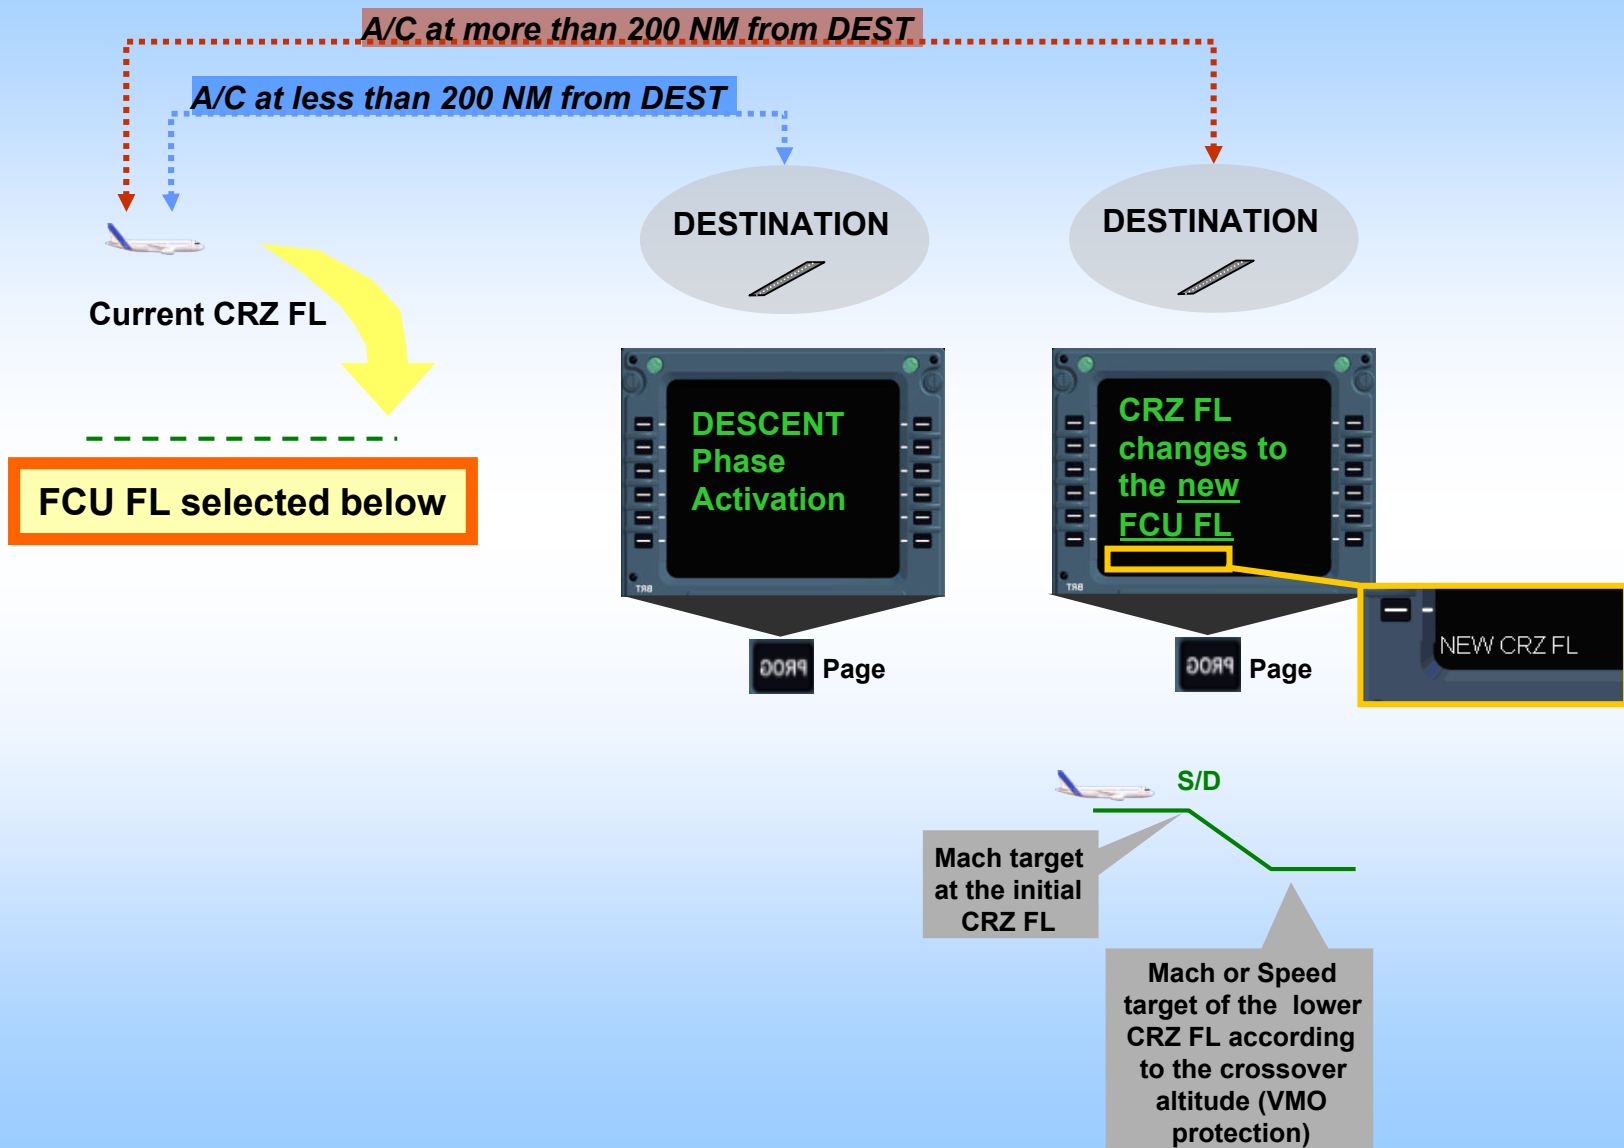 A/C at more than 200 NM from DEST
A/C at less than 200 NM from DEST
DESTINATION
DESTINATION
Current CRZ FL
FCU FL selected below
DESCENT
Phase
Activation
BRT
PROG
Page
CRZ FL
changes to
the new
FCU FL
BRT
PROG
Page
NEW CRZ FL
S/D
Mach target
at the initial
CRZ FL
Mach or Speed
target of the lower
CRZ FL according
to the crossover
altitude (VMO
protection)